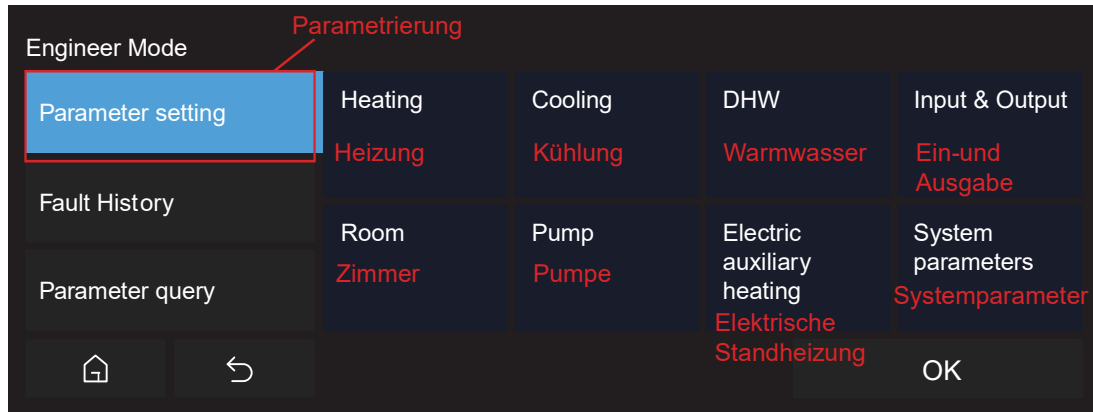 Parametrierung
Engineer Mode
Parameter setting
Fault History
Parameter query
Heating
Heizung
Cooling
Kühlung
DHW
Warmwasser
Input & Output
Ein-und
Ausgabe
Room
Zimmer
Pump
Pumpe
Electric
auxiliary
heating
Elektrische
Standheizung
System
parameters
Systemparameter
OK